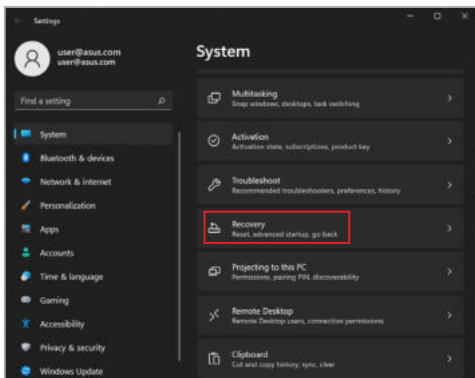 Settings
user@asus.com
user@asus.com
Find a setting
System
Bluetooth & devices
Network & internet
Personalization
Apps
Accounts
Time & language
Gaming
Accessibility
Privacy & security
Windows Update
System
Multitasking
Snap windows, desktops, task switching
Activation
Activation state, subscriptions, product key
Troubleshoot
Recommended troubleshooters, preferences, history
Recovery
Reset, advanced startup, go back
Projecting to this PC
Permissions, pairing PIN, discoverability
Remote Desktop
Remote Desktop users, connection permissions
Clipboard
Cut and copy history, sync, clear